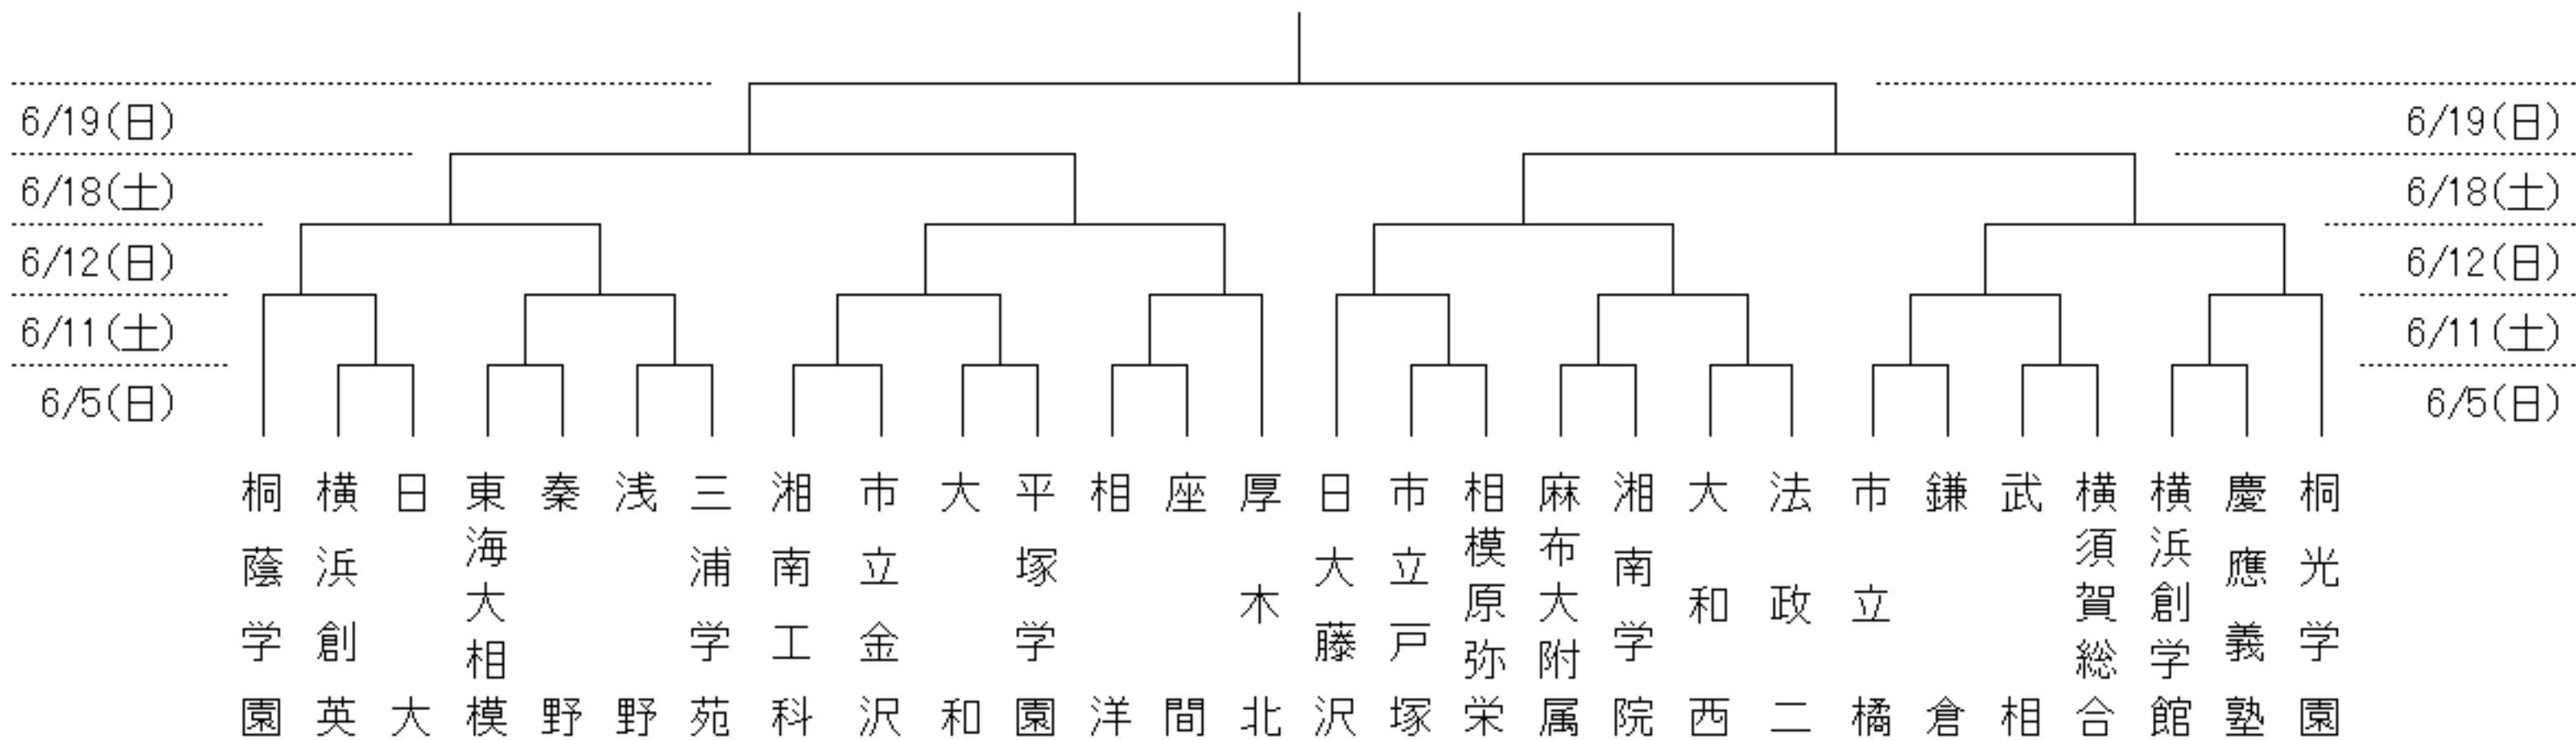 6/19(日)
6/19(日)
6/18(土)
6/18(土)
6/12(日)
6/12(日)
6/11(土)
6/11(土)
6/5(日)
6/5(日)
桐蔭学園
横浜創英
日大
東海大相模
秦野
浅野
三浦学苑
湘南工科
市立金沢
大和
平塚学園
相洋
座間
厚木北
日大藤沢
市立戸塚
相模原弥栄
麻布大附属
湘南学院
大和西
法政二
市立橘
鎌倉
武相
横須賀総合
横浜創学館
慶應義塾
桐光学園